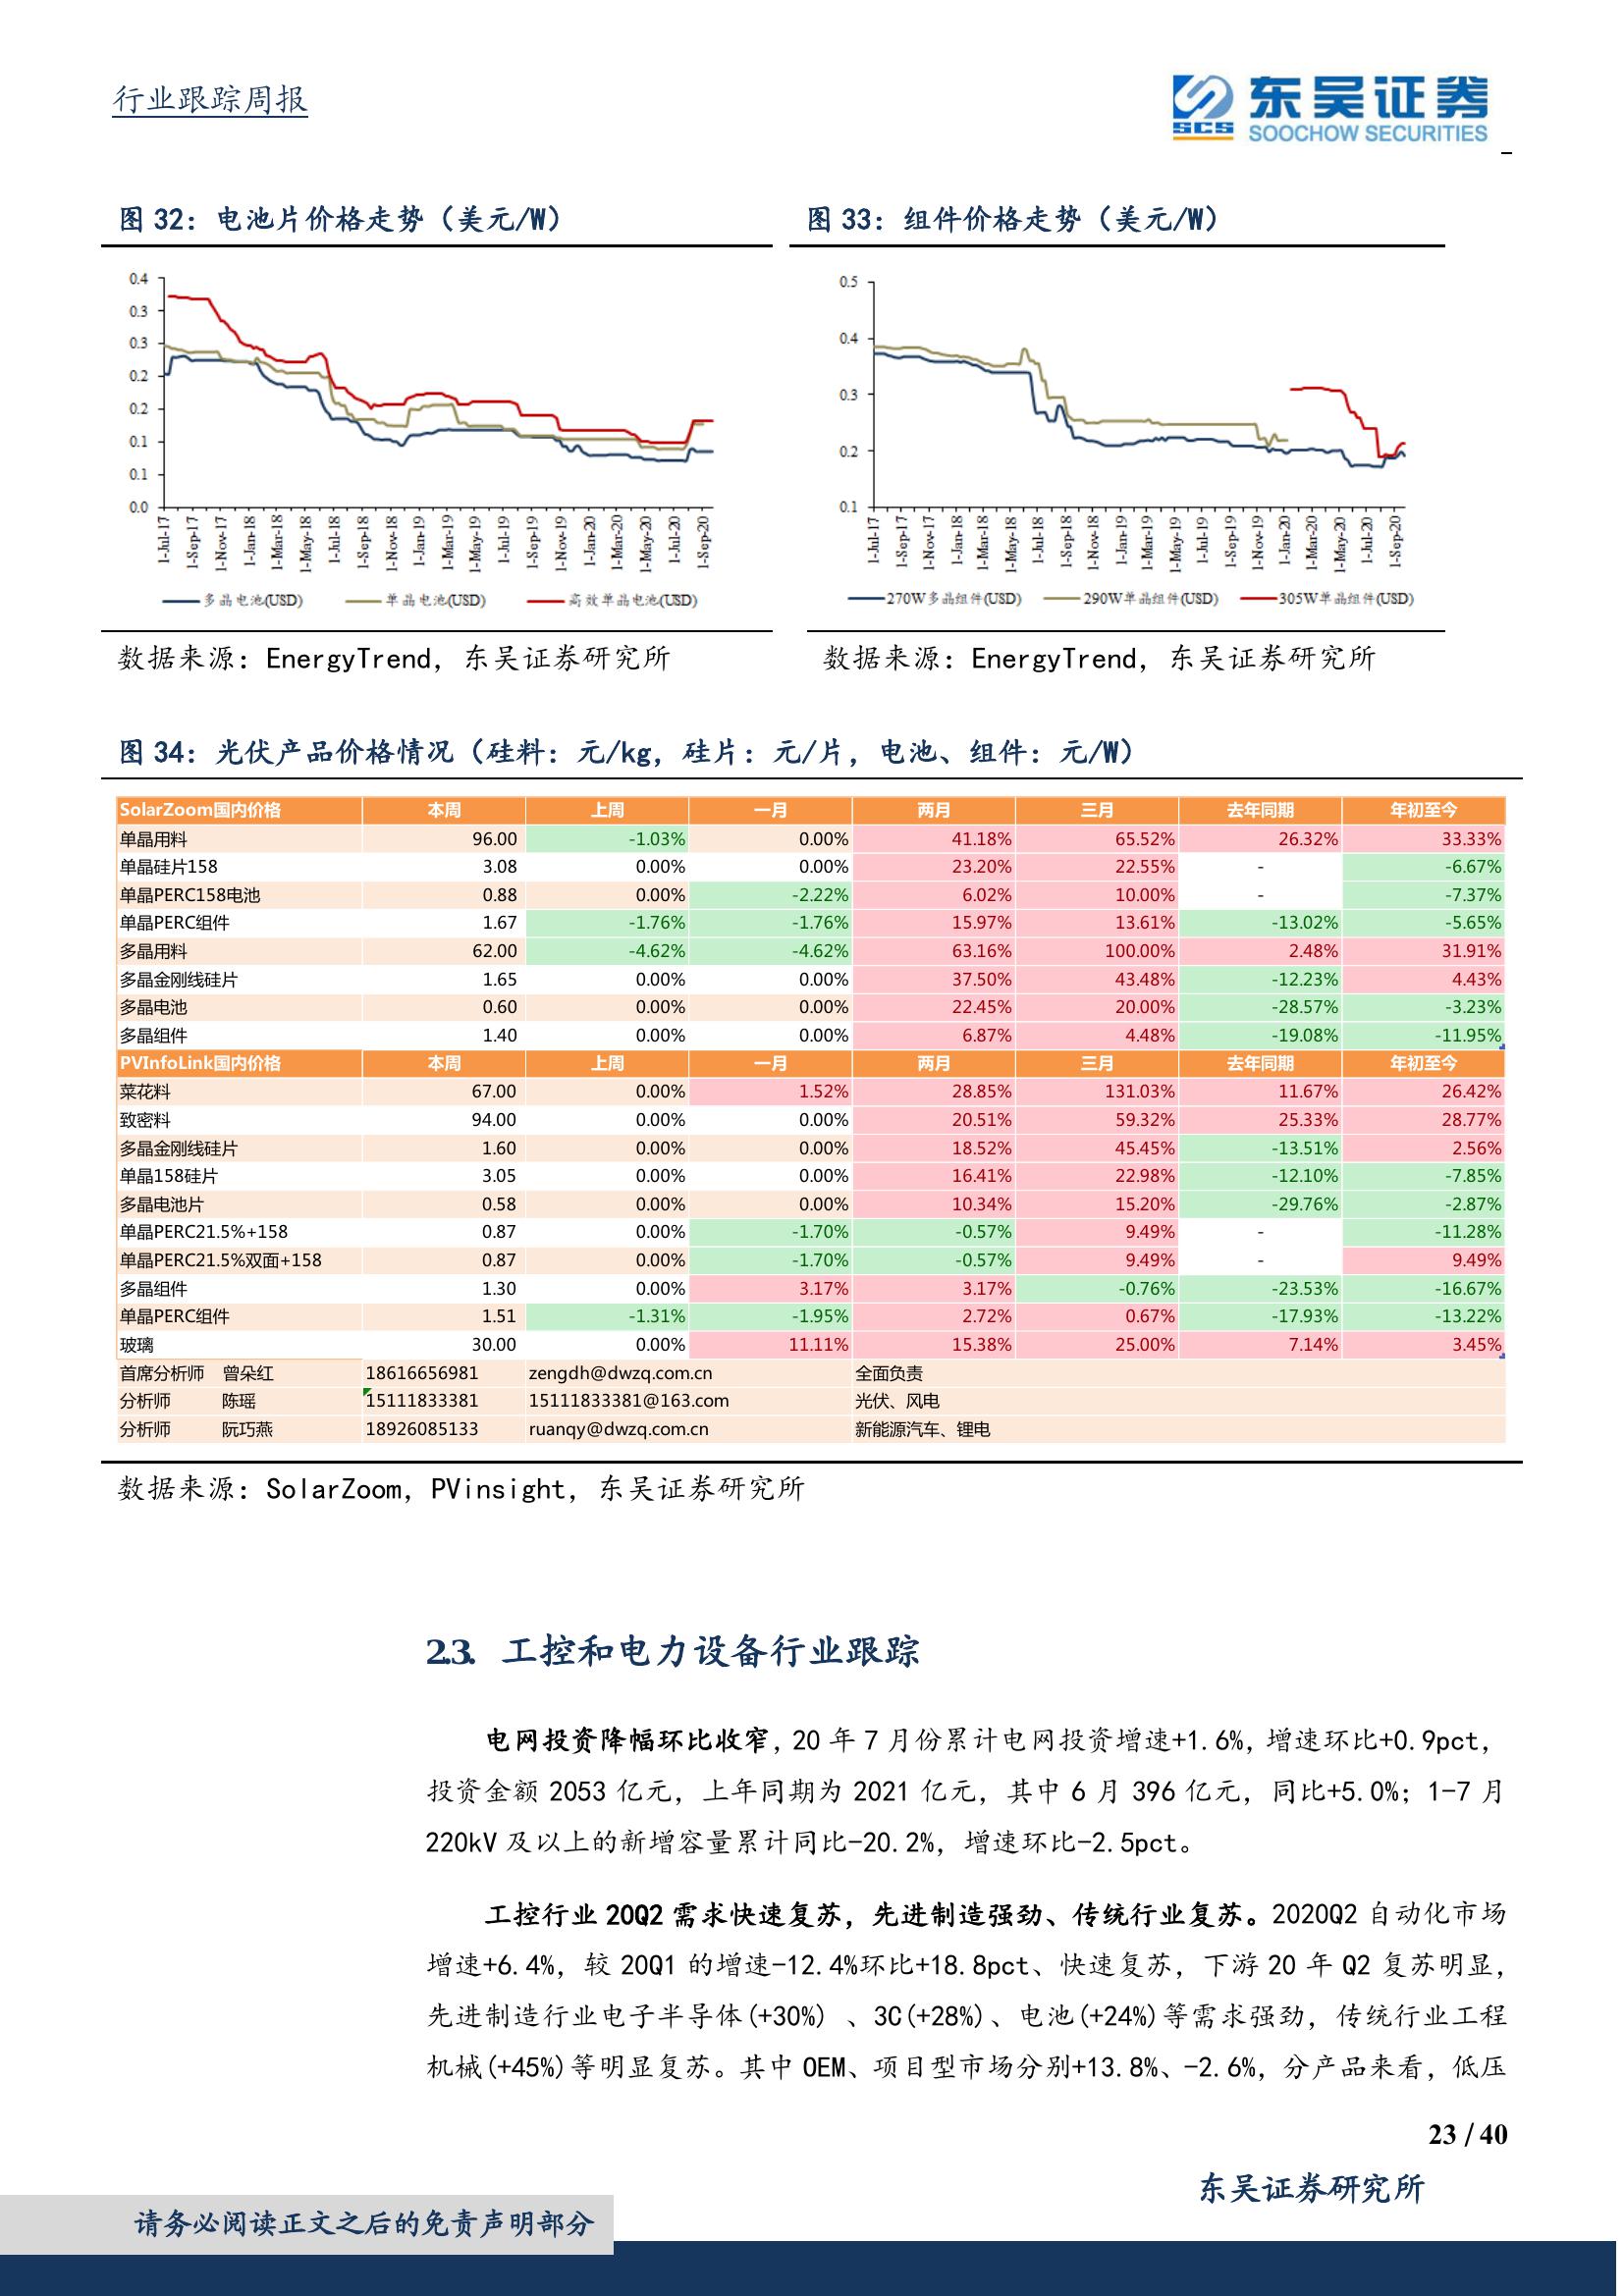 行业跟踪周报
SCS 东吴证券
SOOCHOW SECURITIES
图 32：电池片价格走势（美元/W）
0.4
0.3
0.3
0.2
0.2
0.1
0.1
0.0
1-Jul-17 1-Sep-17 1-Nov-17 1-Jan-18 1-Mar-18 1-May-18 1-Jul-18 1-Sep-18 1-Nov-18 1-Jan-19 1-Mar-19 1-May-19 1-Jul-19 1-Sep-19 1-Nov-19 1-Jan-20 1-Mar-20 1-May-20 1-Jul-20 1-Sep-20
多晶电池(USD) 单晶电池(USD) 高效单晶电池(USD)
数据来源：EnergyTrend，东吴证券研究所
图 33：组件价格走势（美元/W）
0.5
0.4
0.3
0.2
0.1
1-Jul-17 1-Sep-17 1-Nov-17 1-Jan-18 1-Mar-18 1-May-18 1-Jul-18 1-Sep-18 1-Nov-18 1-Jan-19 1-Mar-19 1-May-19 1-Jul-19 1-Sep-19 1-Nov-19 1-Jan-20 1-Mar-20 1-May-20 1-Jul-20 1-Sep-20
270W多晶组件(USD) 290W单晶组件(USD) 305W单晶组件(USD)
数据来源：EnergyTrend，东吴证券研究所
图 34：光伏产品价格情况（硅料：元/kg，硅片：元/片，电池、组件：元/W）
SolarZoom国内价格 本周 上周 一月 两月 三月 去年同期 年初至今
单晶用料 96.00 -1.03% 0.00% 41.18% 65.52% 26.32% 33.33%
单晶硅片158 3.08 0.00% 0.00% 23.20% 22.55% - -6.67%
单晶PERC158电池 0.88 0.00% -2.22% 6.02% 10.00% - -7.37%
单晶PERC组件 1.67 -1.76% -1.76% 15.97% 13.61% -13.02% -5.65%
多晶用料 62.00 -4.62% -4.62% 63.16% 100.00% 2.48% 31.91%
多晶金刚线硅片 1.65 0.00% 0.00% 37.50% 43.48% -12.23% 4.43%
多晶电池 0.60 0.00% 0.00% 22.45% 20.00% -28.57% -3.23%
多晶组件 1.40 0.00% 0.00% 6.87% 4.48% -19.08% -11.95%
PVInfoLink国内价格 本周 上周 一月 两月 三月 去年同期 年初至今
菜花料 67.00 0.00% 1.52% 28.85% 131.03% 11.67% 26.42%
致密料 94.00 0.00% 0.00% 20.51% 59.32% 25.33% 28.77%
多晶金刚线硅片 1.60 0.00% 0.00% 18.52% 45.45% -13.51% 2.56%
单晶158硅片 3.05 0.00% 0.00% 16.41% 22.98% -12.10% -7.85%
多晶电池片 0.58 0.00% 0.00% 10.34% 15.20% -29.76% -2.87%
单晶PERC21.5%+158 0.87 0.00% -1.70% -0.57% 9.49% - -11.28%
单晶PERC21.5%双面+158 0.87 0.00% -1.70% -0.57% 9.49% - 9.49%
多晶组件 1.30 0.00% 3.17% 3.17% -0.76% -23.53% -16.67%
单晶PERC组件 1.51 -1.31% -1.95% 2.72% 0.67% -17.93% -13.22%
玻璃 30.00 0.00% 11.11% 15.38% 25.00% 7.14% 3.45%
首席分析师 曾朵红 18616656981 zengdh@dwzq.com.cn 全面负责
分析师 陈瑶 15111833381 15111833381@163.com 光伏、风电
分析师 阮巧燕 18926085133 ruanqy@dwzq.com.cn 新能源汽车、锂电
数据来源：SolarZoom，PVinsight，东吴证券研究所
2.3. 工控和电力设备行业跟踪
电网投资降幅环比收窄，20 年 7 月份累计电网投资增速+1.6%，增速环比+0.9pct，
投资金额 2053 亿元，上年同期为 2021 亿元，其中 6 月 396 亿元，同比+5.0%；1-7 月
220kV 及以上的新增容量累计同比-20.2%，增速环比-2.5pct。
工控行业 20Q2 需求快速复苏，先进制造强劲、传统行业复苏。2020Q2 自动化市场
增速+6.4%，较 20Q1 的增速-12.4%环比+18.8pct、快速复苏，下游 20 年 Q2 复苏明显，
先进制造行业电子半导体(+30%) 、3C(+28%)、电池(+24%)等需求强劲，传统行业工程
机械(+45%)等明显复苏。其中 OEM、项目型市场分别+13.8%、-2.6%，分产品来看，低压
23 / 40
东吴证券研究所
请务必阅读正文之后的免责声明部分